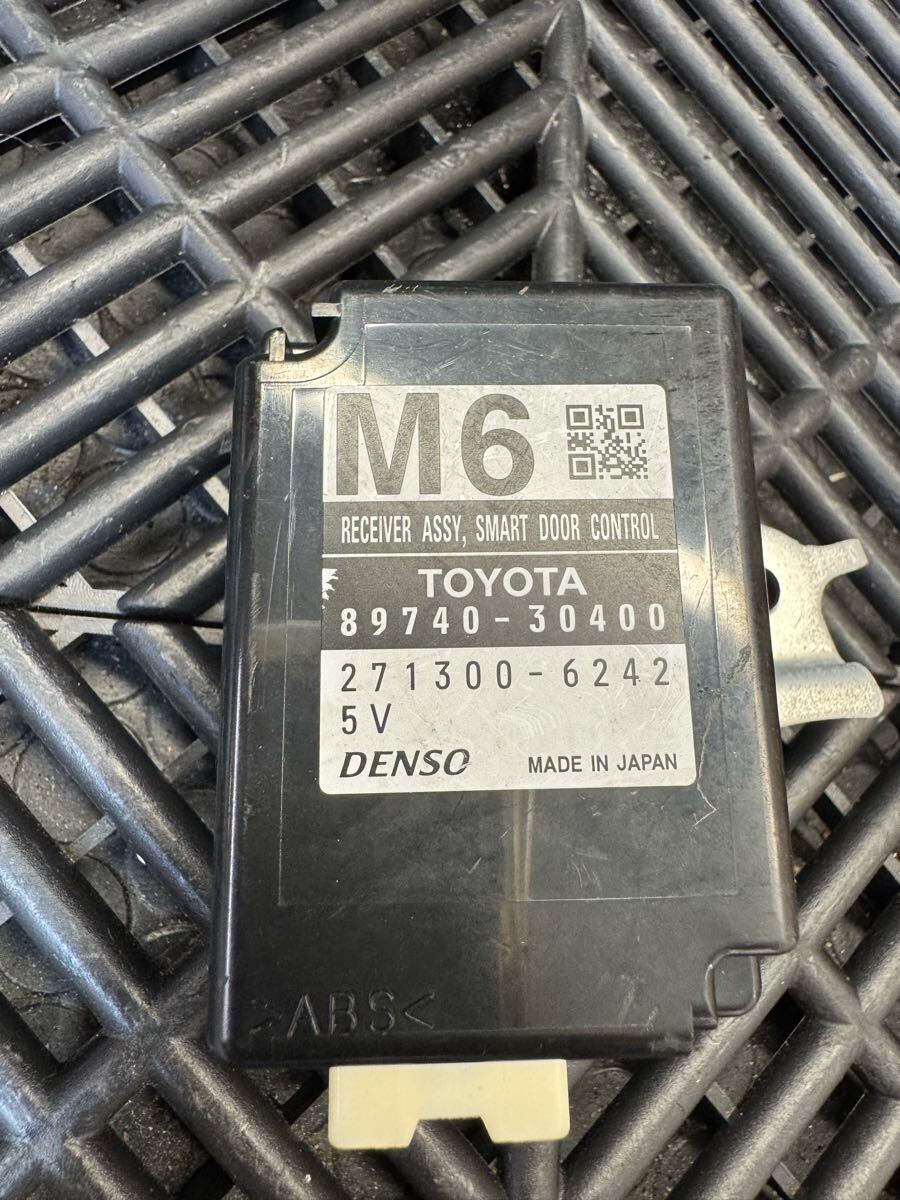 M6
RECEIVER ASSY, SMART DOOR CONTROL
TOYOTA
89740-30400
271300-6242
5V
DENSO MADE IN JAPAN
>ABS<